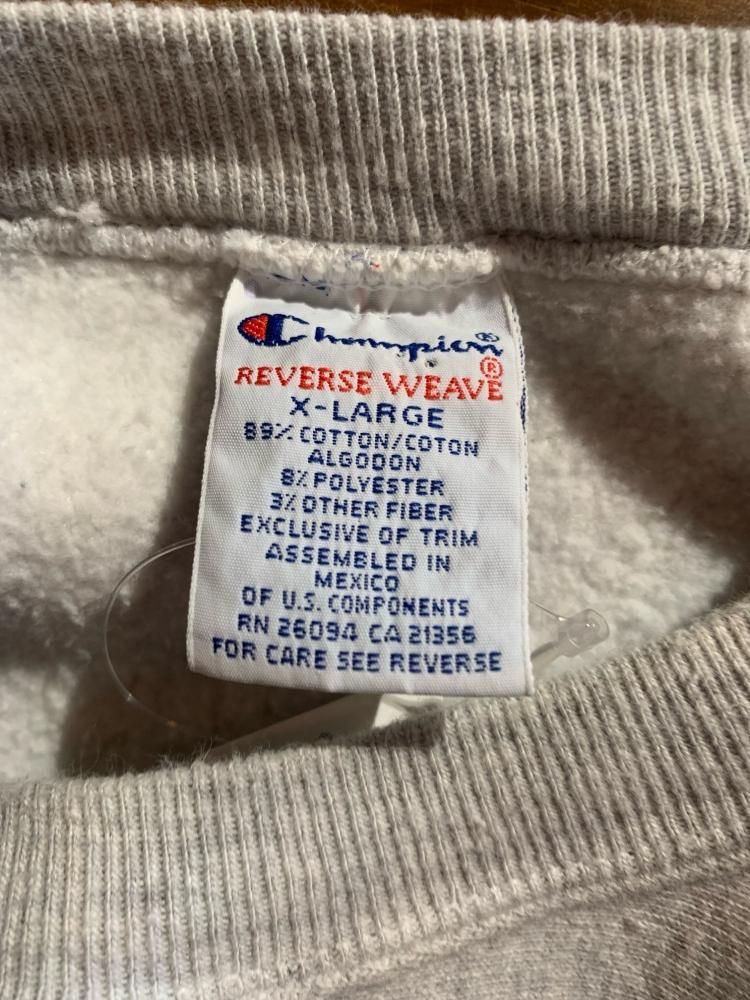 Champion®
REVERSE WEAVE®
X-LARGE
89% COTTON/COTON
ALGODON
8% POLYESTER
3% OTHER FIBER
EXCLUSIVE OF TRIM
ASSEMBLED IN
MEXICO
OF U.S. COMPONENTS
RN 26094 CA 21356
FOR CARE SEE REVERSE